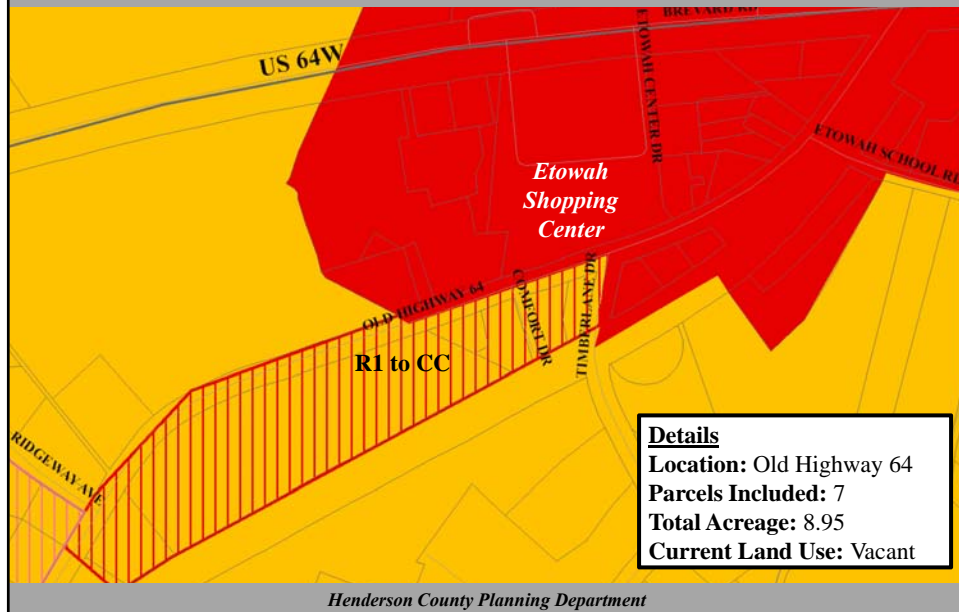 BREVARD RD
US 64W
ETOWAH CENTER DR
ETOWAH SCHOOL RD
Etowah
Shopping
Center
OLD HIGHWAY 64
COMFORT DR
TIMBERLANE DR
R1 to CC
RIDGEWAY AVE
Details
Location: Old Highway 64
Parcels Included: 7
Total Acreage: 8.95
Current Land Use: Vacant
Henderson County Planning Department